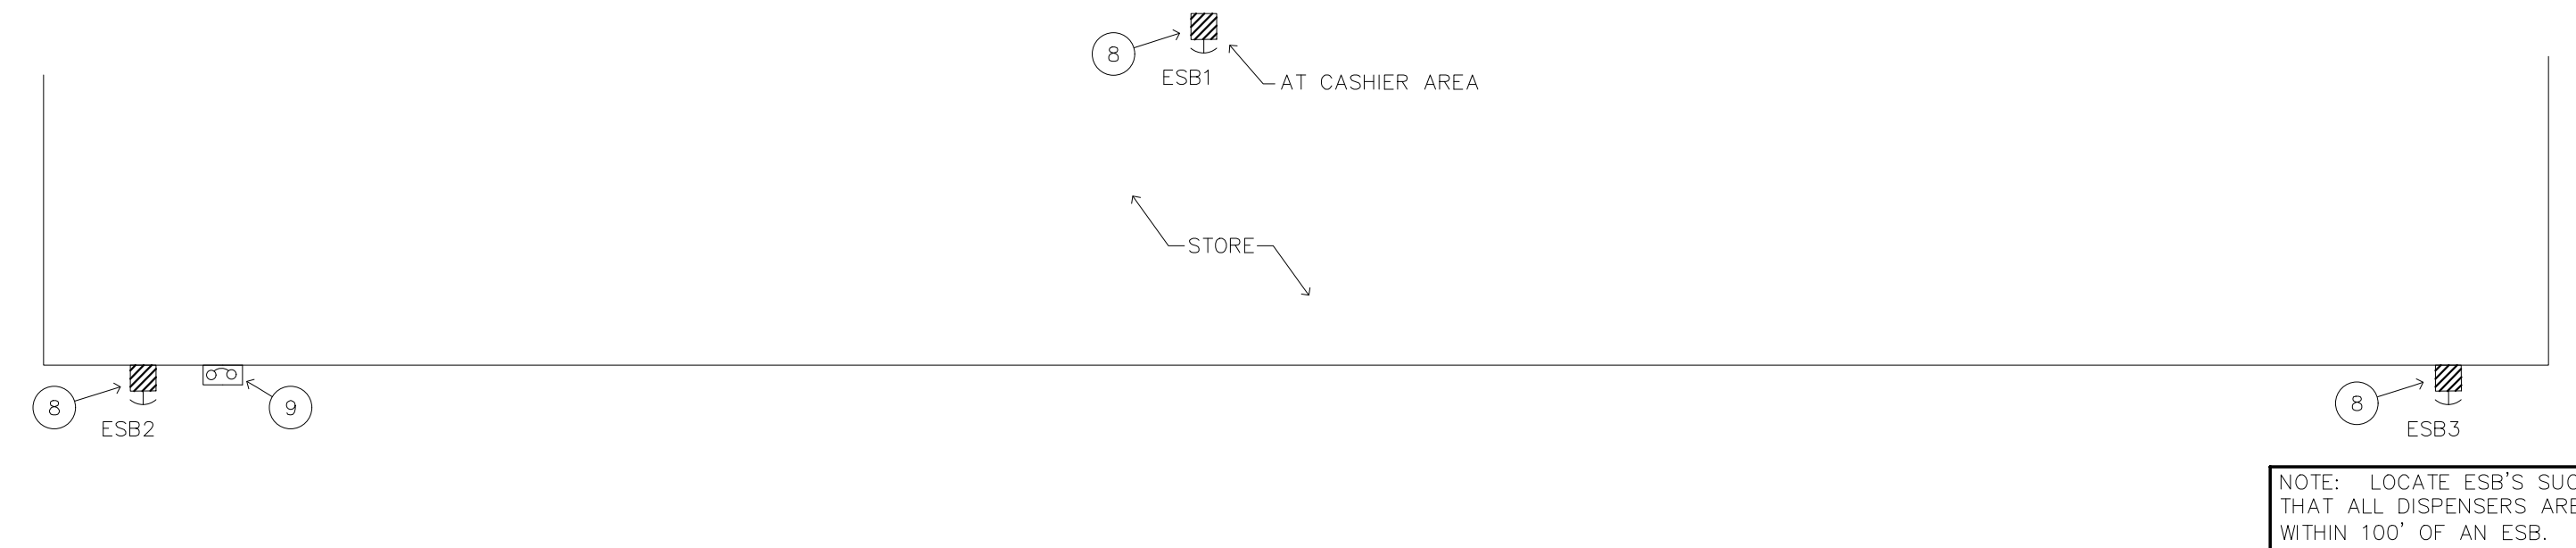 8
ESB1
AT CASHIER AREA
STORE
8
ESB2
9
8
ESB3
NOTE: LOCATE ESB'S SUC
THAT ALL DISPENSERS ARE
WITHIN 100' OF AN ESB.